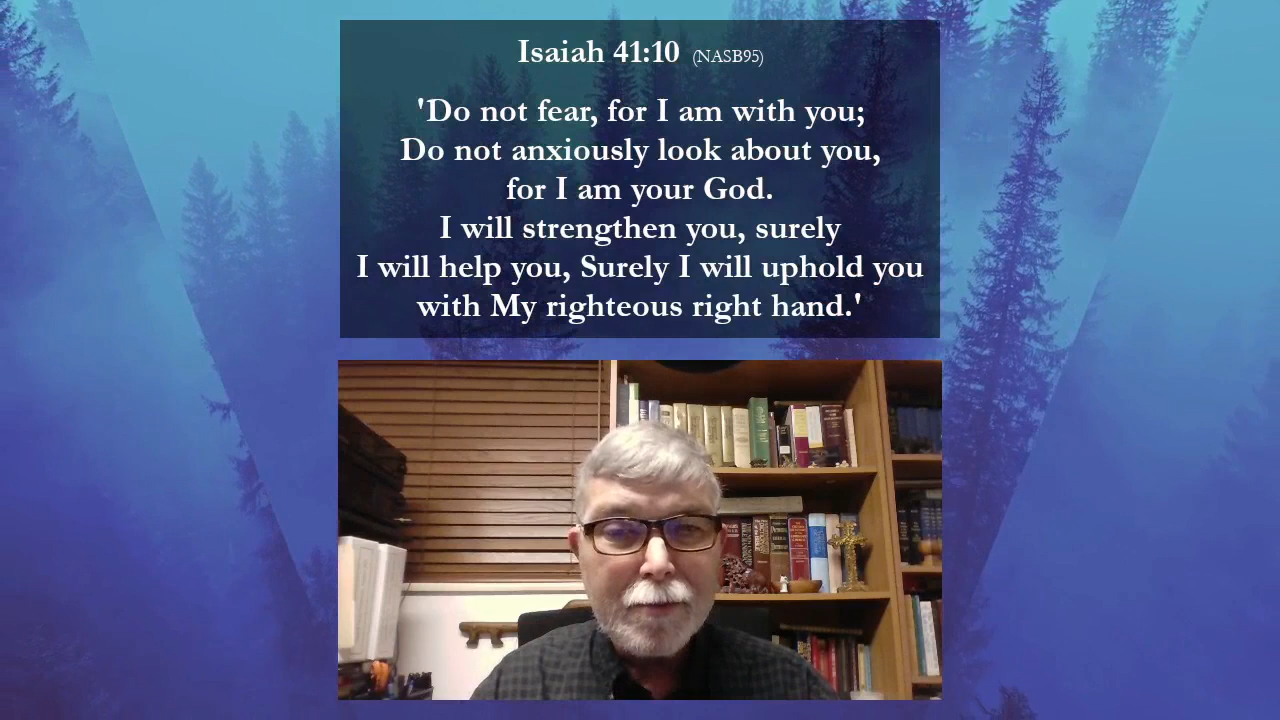 Isaiah 41:10 (NASB95)
'Do not fear, for I am with you;
Do not anxiously look about you,
for I am your God.
I will strengthen you, surely
I will help you, Surely I will uphold you
with My righteous right hand.'